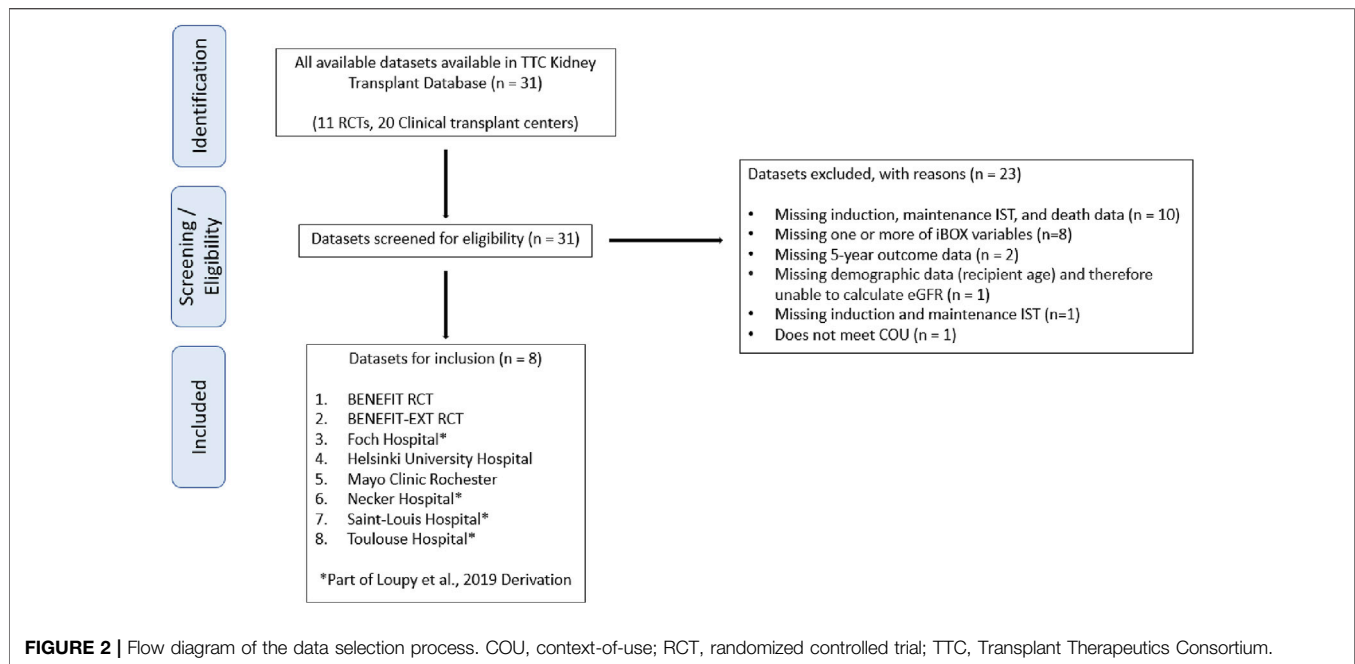 Identification
All available datasets available in TTC Kidney
Transplant Database (n = 31)
(11 RCTs, 20 Clinical transplant centers)
Screening /
Eligibility
Datasets screened for eligibility (n = 31)
Datasets excluded, with reasons (n = 23)
• Missing induction, maintenance IST, and death data (n = 10)
• Missing one or more of iBOX variables (n=8)
• Missing 5-year outcome data (n = 2)
• Missing demographic data (recipient age) and therefore
unable to calculate eGFR (n = 1)
• Missing induction and maintenance IST (n=1)
• Does not meet COU (n = 1)
Included
Datasets for inclusion (n = 8)
1. BENEFIT RCT
2. BENEFIT-EXT RCT
3. Foch Hospital*
4. Helsinki University Hospital
5. Mayo Clinic Rochester
6. Necker Hospital*
7. Saint-Louis Hospital*
8. Toulouse Hospital*
*Part of Loupy et al., 2019 Derivation
FIGURE 2 | Flow diagram of the data selection process. COU, context-of-use; RCT, randomized controlled trial; TTC, Transplant Therapeutics Consortium.